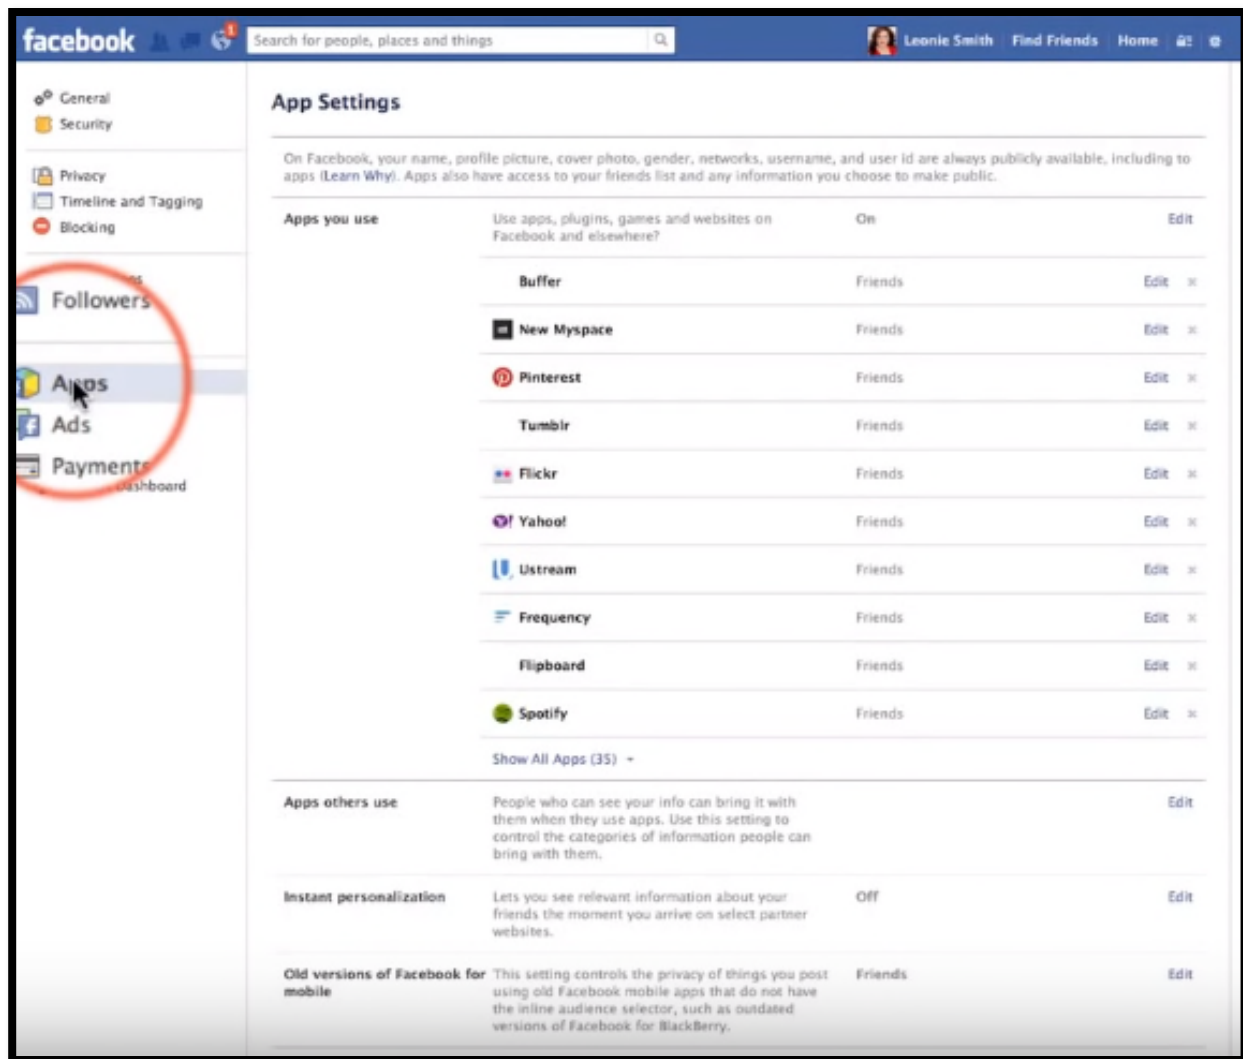 facebook
1
Search for people, places and things
Leonie Smith
Find Friends
Home
General
Security
Privacy
Timeline and Tagging
Blocking
Followers
Apps
Ads
Payments
App Settings
On Facebook, your name, profile picture, cover photo, gender, networks, username, and user id are always publicly available, including to
apps (Learn Why). Apps also have access to your friends list and any information you choose to make public.
Apps you use
Use apps, plugins, games and websites on
Facebook and elsewhere?
On
Edit
Buffer Friends Edit ×
New Myspace Friends Edit ×
Pinterest Friends Edit ×
Tumblr Friends Edit ×
Flickr Friends Edit ×
Yahoo! Friends Edit ×
Ustream Friends Edit ×
Frequency Friends Edit ×
Flipboard Friends Edit ×
Spotify Friends Edit ×
Show All Apps (35)
Apps others use
People who can see your info can bring it with
them when they use apps. Use this setting to
control the categories of information people can
bring with them.
Edit
Instant personalization
Lets you see relevant information about your
friends the moment you arrive on select partner
websites.
Off
Edit
Old versions of Facebook for
mobile
This setting controls the privacy of things you post
using old Facebook mobile apps that do not have
the inline audience selector, such as outdated
versions of Facebook for BlackBerry.
Friends
Edit